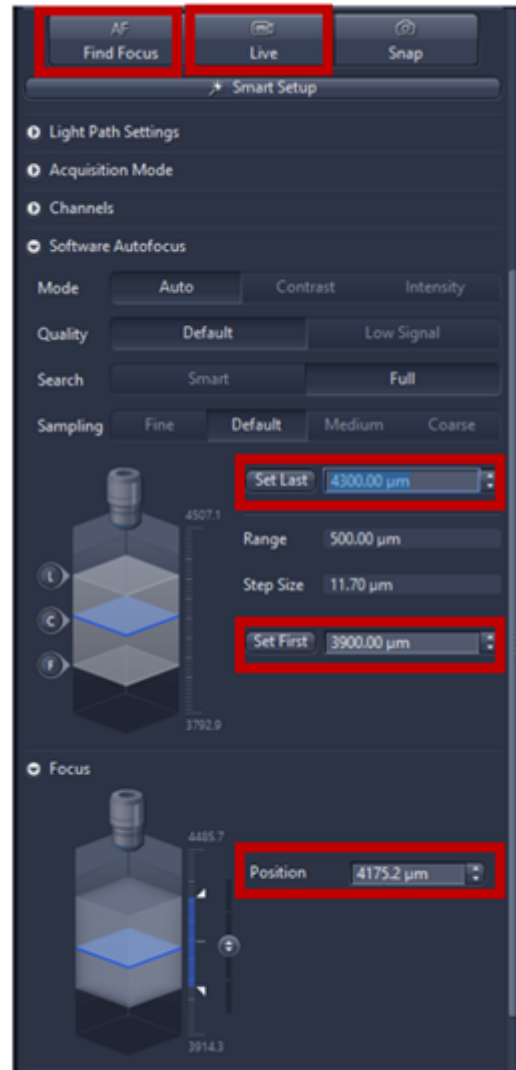 AF
Find Focus
Live
Snap
Smart Setup
Light Path Settings
Acquisition Mode
Channels
Software Autofocus
Mode Auto Contrast Intensity
Quality Default Low Signal
Search Smart Full
Sampling Fine Default Medium Coarse
Set Last 4300.00 µm
4507.1
Range 500.00 µm
L
Step Size 11.70 µm
C
Set First 3900.00 µm
F
3792.9
Focus
4485.7
Position 4175.2 µm
3914.3